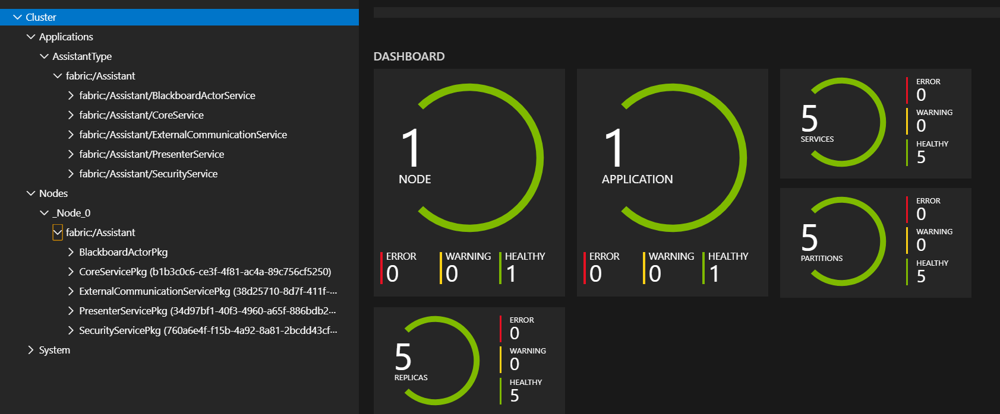 Cluster
Applications
AssistantType
fabric:/Assistant
fabric:/Assistant/BlackboardActorService
fabric:/Assistant/CoreService
fabric:/Assistant/ExternalCommunicationService
fabric:/Assistant/PresenterService
fabric:/Assistant/SecurityService
Nodes
_Node_0
fabric:/Assistant
BlackboardActorPkg
CoreServicePkg (b1b3c0c6-ce3f-4f81-ac4a-89c756cf5250)
ExternalCommunicationServicePkg (38d25710-8d7f-411f-...
PresenterServicePkg (34d97bf1-40f3-4960-a65f-886bdb2...
SecurityServicePkg (760a6e4f-f15b-4a92-8a81-2bcdd43cf...
System
DASHBOARD
1
NODE
ERROR
0
WARNING
0
HEALTHY
1
1
APPLICATION
ERROR
0
WARNING
0
HEALTHY
1
5
SERVICES
ERROR
0
WARNING
0
HEALTHY
5
5
PARTITIONS
ERROR
0
WARNING
0
HEALTHY
5
5
REPLICAS
ERROR
0
WARNING
0
HEALTHY
5